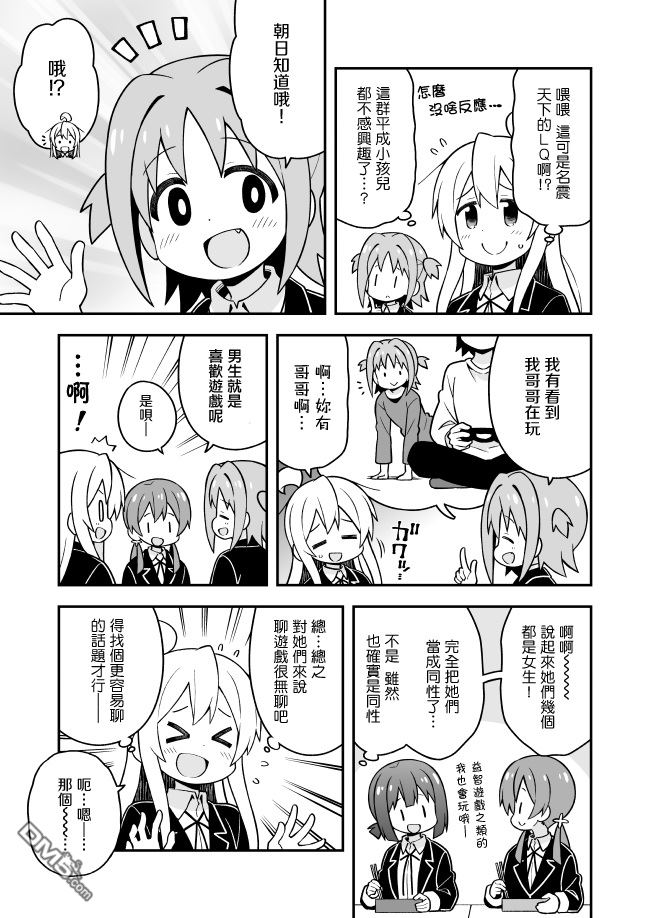 喂喂 這可是名震
天下的LQ啊!?
怎麼
沒啥反應…
這群平成小孩兒
都不感興趣了…?
朝日知道哦!
哦!?
我有看到
我哥哥在玩
啊…妳有
哥哥啊…
ガクッ…
男生就是
喜歡遊戲呢
是唄—
…啊!
啊啊~~~~
說起來她們幾個
都是女生!
完全把她們
當成同性了…
不是 雖然
也確實是同性
益智遊戲之類的
我也會玩哦—
總…總之
對她們來說
聊遊戲很無聊吧
得找個更容易聊
的話題才行—
呃…嗯—
那個~~~~
DM5.com